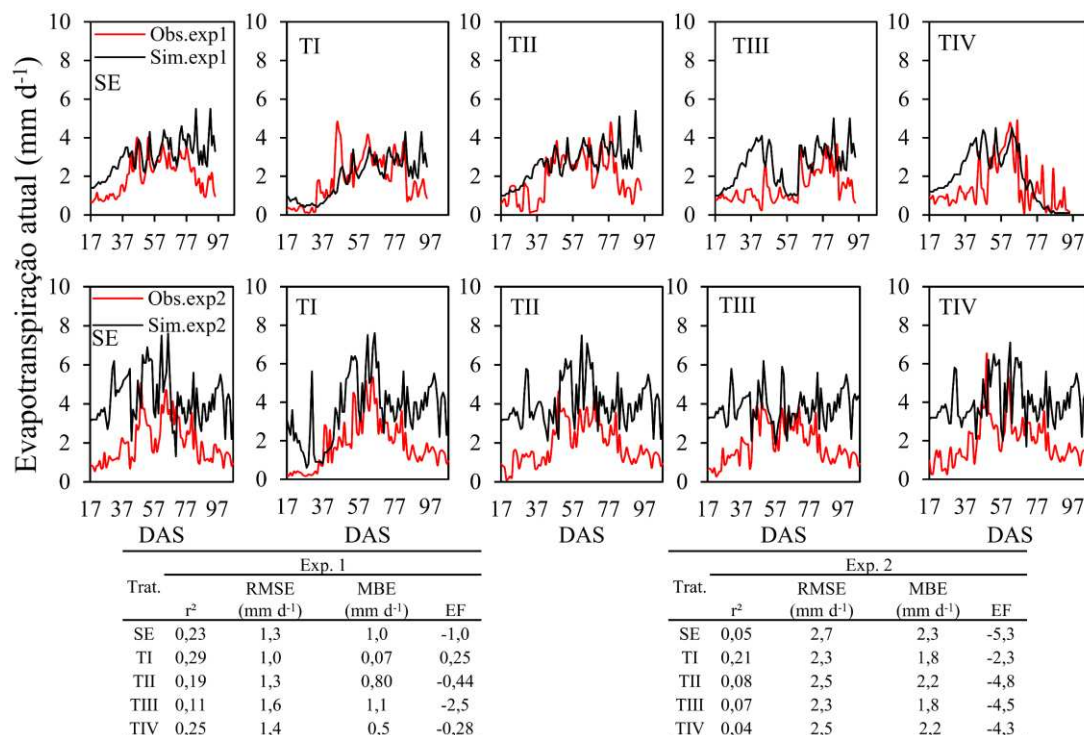 Evapotranspiração atual (mm d-1)
10
8
6
4
2
0
Obs.exp1
Sim.exp1
SE
17 37 57 77 97
10
8
6
4
2
0
TI
17 37 57 77 97
10
8
6
4
2
0
TII
17 37 57 77 97
10
8
6
4
2
0
TIII
17 37 57 77 97
10
8
6
4
2
0
TIV
17 37 57 77 97
10
8
6
4
2
0
Obs.exp2
Sim.exp2
SE
17 37 57 77 97
DAS
10
8
6
4
2
0
TI
17 37 57 77 97
DAS
10
8
6
4
2
0
TII
17 37 57 77 97
DAS
10
8
6
4
2
0
TIII
17 37 57 77 97
DAS
10
8
6
4
2
0
TIV
17 37 57 77 97
DAS
Exp. 1
Trat. r² RMSE (mm d-1) MBE (mm d-1) EF
SE 0,23 1,3 1,0 -1,0
TI 0,29 1,0 0,07 0,25
TII 0,19 1,3 0,80 -0,44
TIII 0,11 1,6 1,1 -2,5
TIV 0,25 1,4 0,5 -0,28
Exp. 2
Trat. r² RMSE (mm d-1) MBE (mm d-1) EF
SE 0,05 2,7 2,3 -5,3
TI 0,21 2,3 1,8 -2,3
TII 0,08 2,5 2,2 -4,8
TIII 0,07 2,3 1,8 -4,5
TIV 0,04 2,5 2,2 -4,3